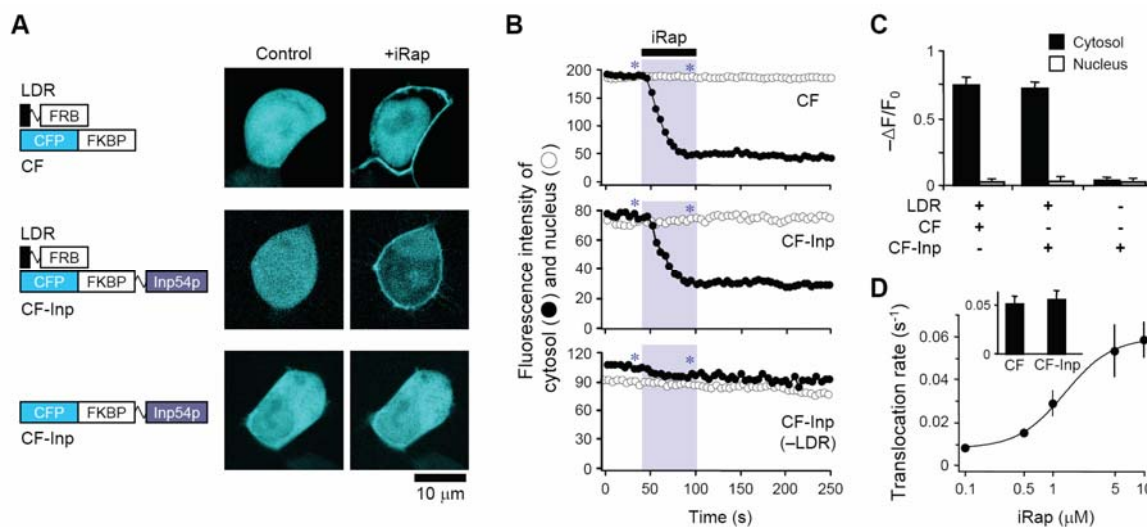 A
Control
+iRap
LDR
FRB
CFP FKBP
CF
LDR
FRB
CFP FKBP Inp54p
CF-Inp
CFP FKBP Inp54p
CF-Inp
10 μm
B
iRap
Fluorescence intensity of
cytosol (●) and nucleus (○)
200
150
100
50
0
* *
CF
80
60
40
20
0
* *
CF-Inp
120
90
60
30
0
* *
CF-Inp
(–LDR)
0 50 100 150 200 250
Time (s)
C
Cytosol
Nucleus
–ΔF/F0
1
0.5
0
LDR + + -
CF + - -
CF-Inp - + +
D
Translocation rate (s⁻¹)
0.06
0.04
0.02
0
0.05
0
CF CF-Inp
0.1 0.5 1 5 10
iRap (μM)